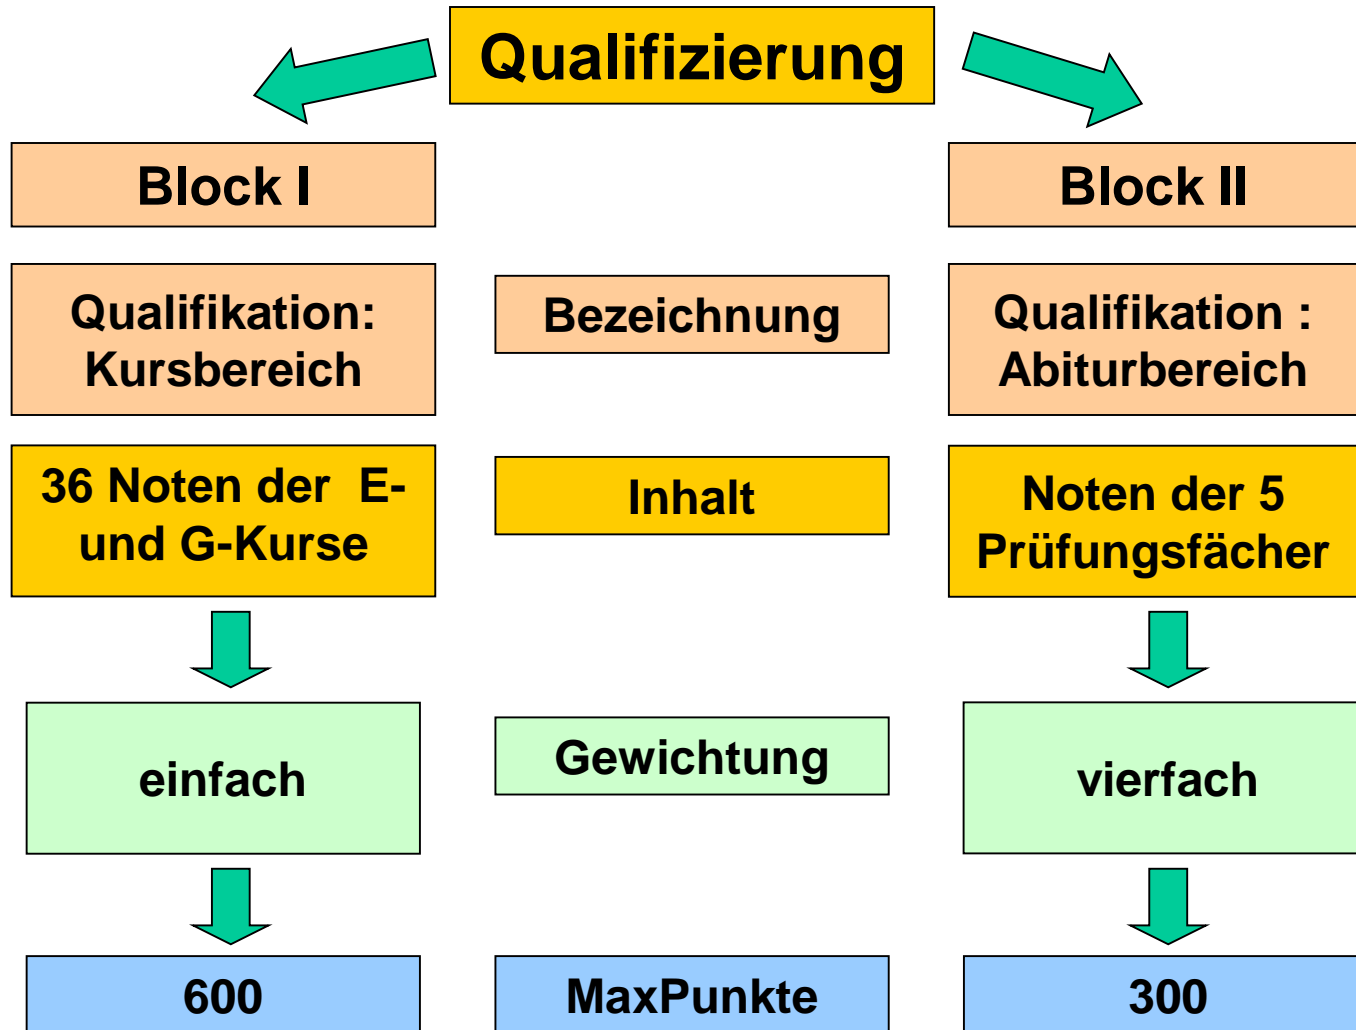 Qualifizierung
Block I
Block II
Qualifikation:
Kursbereich
Bezeichnung
Qualifikation :
Abiturbereich
36 Noten der E-
und G-Kurse
Inhalt
Noten der 5
Prüfungsfächer
einfach
Gewichtung
vierfach
600
MaxPunkte
300